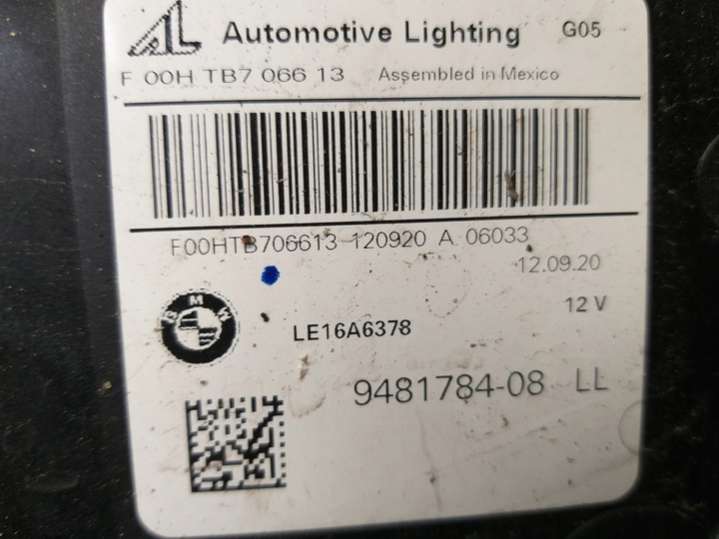 AL Automotive Lighting G05
F 00H TB7 066 13 Assembled in Mexico
F00HTB706613 120920 A 06033
12.09.20
12 V
BMW
LE16A6378
9481784-08 LL